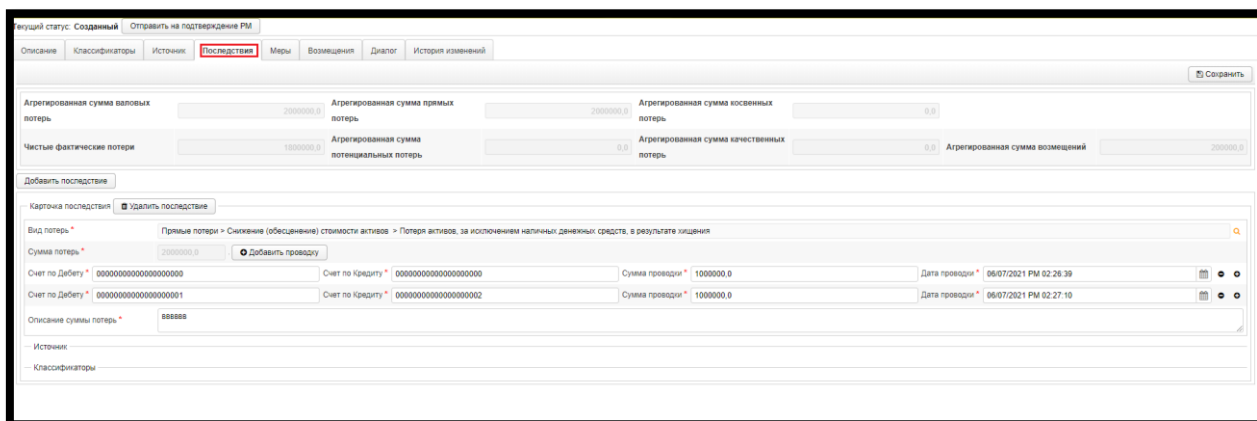 Текущий статус: Созданный Отправить на подтверждение РМ
Описание Классификаторы Источник Последствия Меры Возмещения Диалог История изменений
Сохранить
Агрегированная сумма валовых потерь 2000000,0 Агрегированная сумма прямых потерь 2000000,0 Агрегированная сумма косвенных потерь 0,0
Чистые фактические потери 1800000,0 Агрегированная сумма потенциальных потерь 0,0 Агрегированная сумма качественных потерь 0,0 Агрегированная сумма возмещений 200000,0
Добавить последствие
Карточка последствия Удалить последствие
Вид потерь * Прямые потери > Снижение (обесценение) стоимости активов > Потеря активов, за исключением наличных денежных средств, в результате хищения
Сумма потерь * 2000000,0 Добавить проводку
Счет по Дебету * 00000000000000000000 Счет по Кредиту * 00000000000000000000 Сумма проводки * 1000000,0 Дата проводки * 06/07/2021 PM 02:26:39
Счет по Дебету * 00000000000000000001 Счет по Кредиту * 00000000000000000002 Сумма проводки * 1000000,0 Дата проводки * 06/07/2021 PM 02:27:10
Описание суммы потерь * ввввв
Источник
Классификаторы